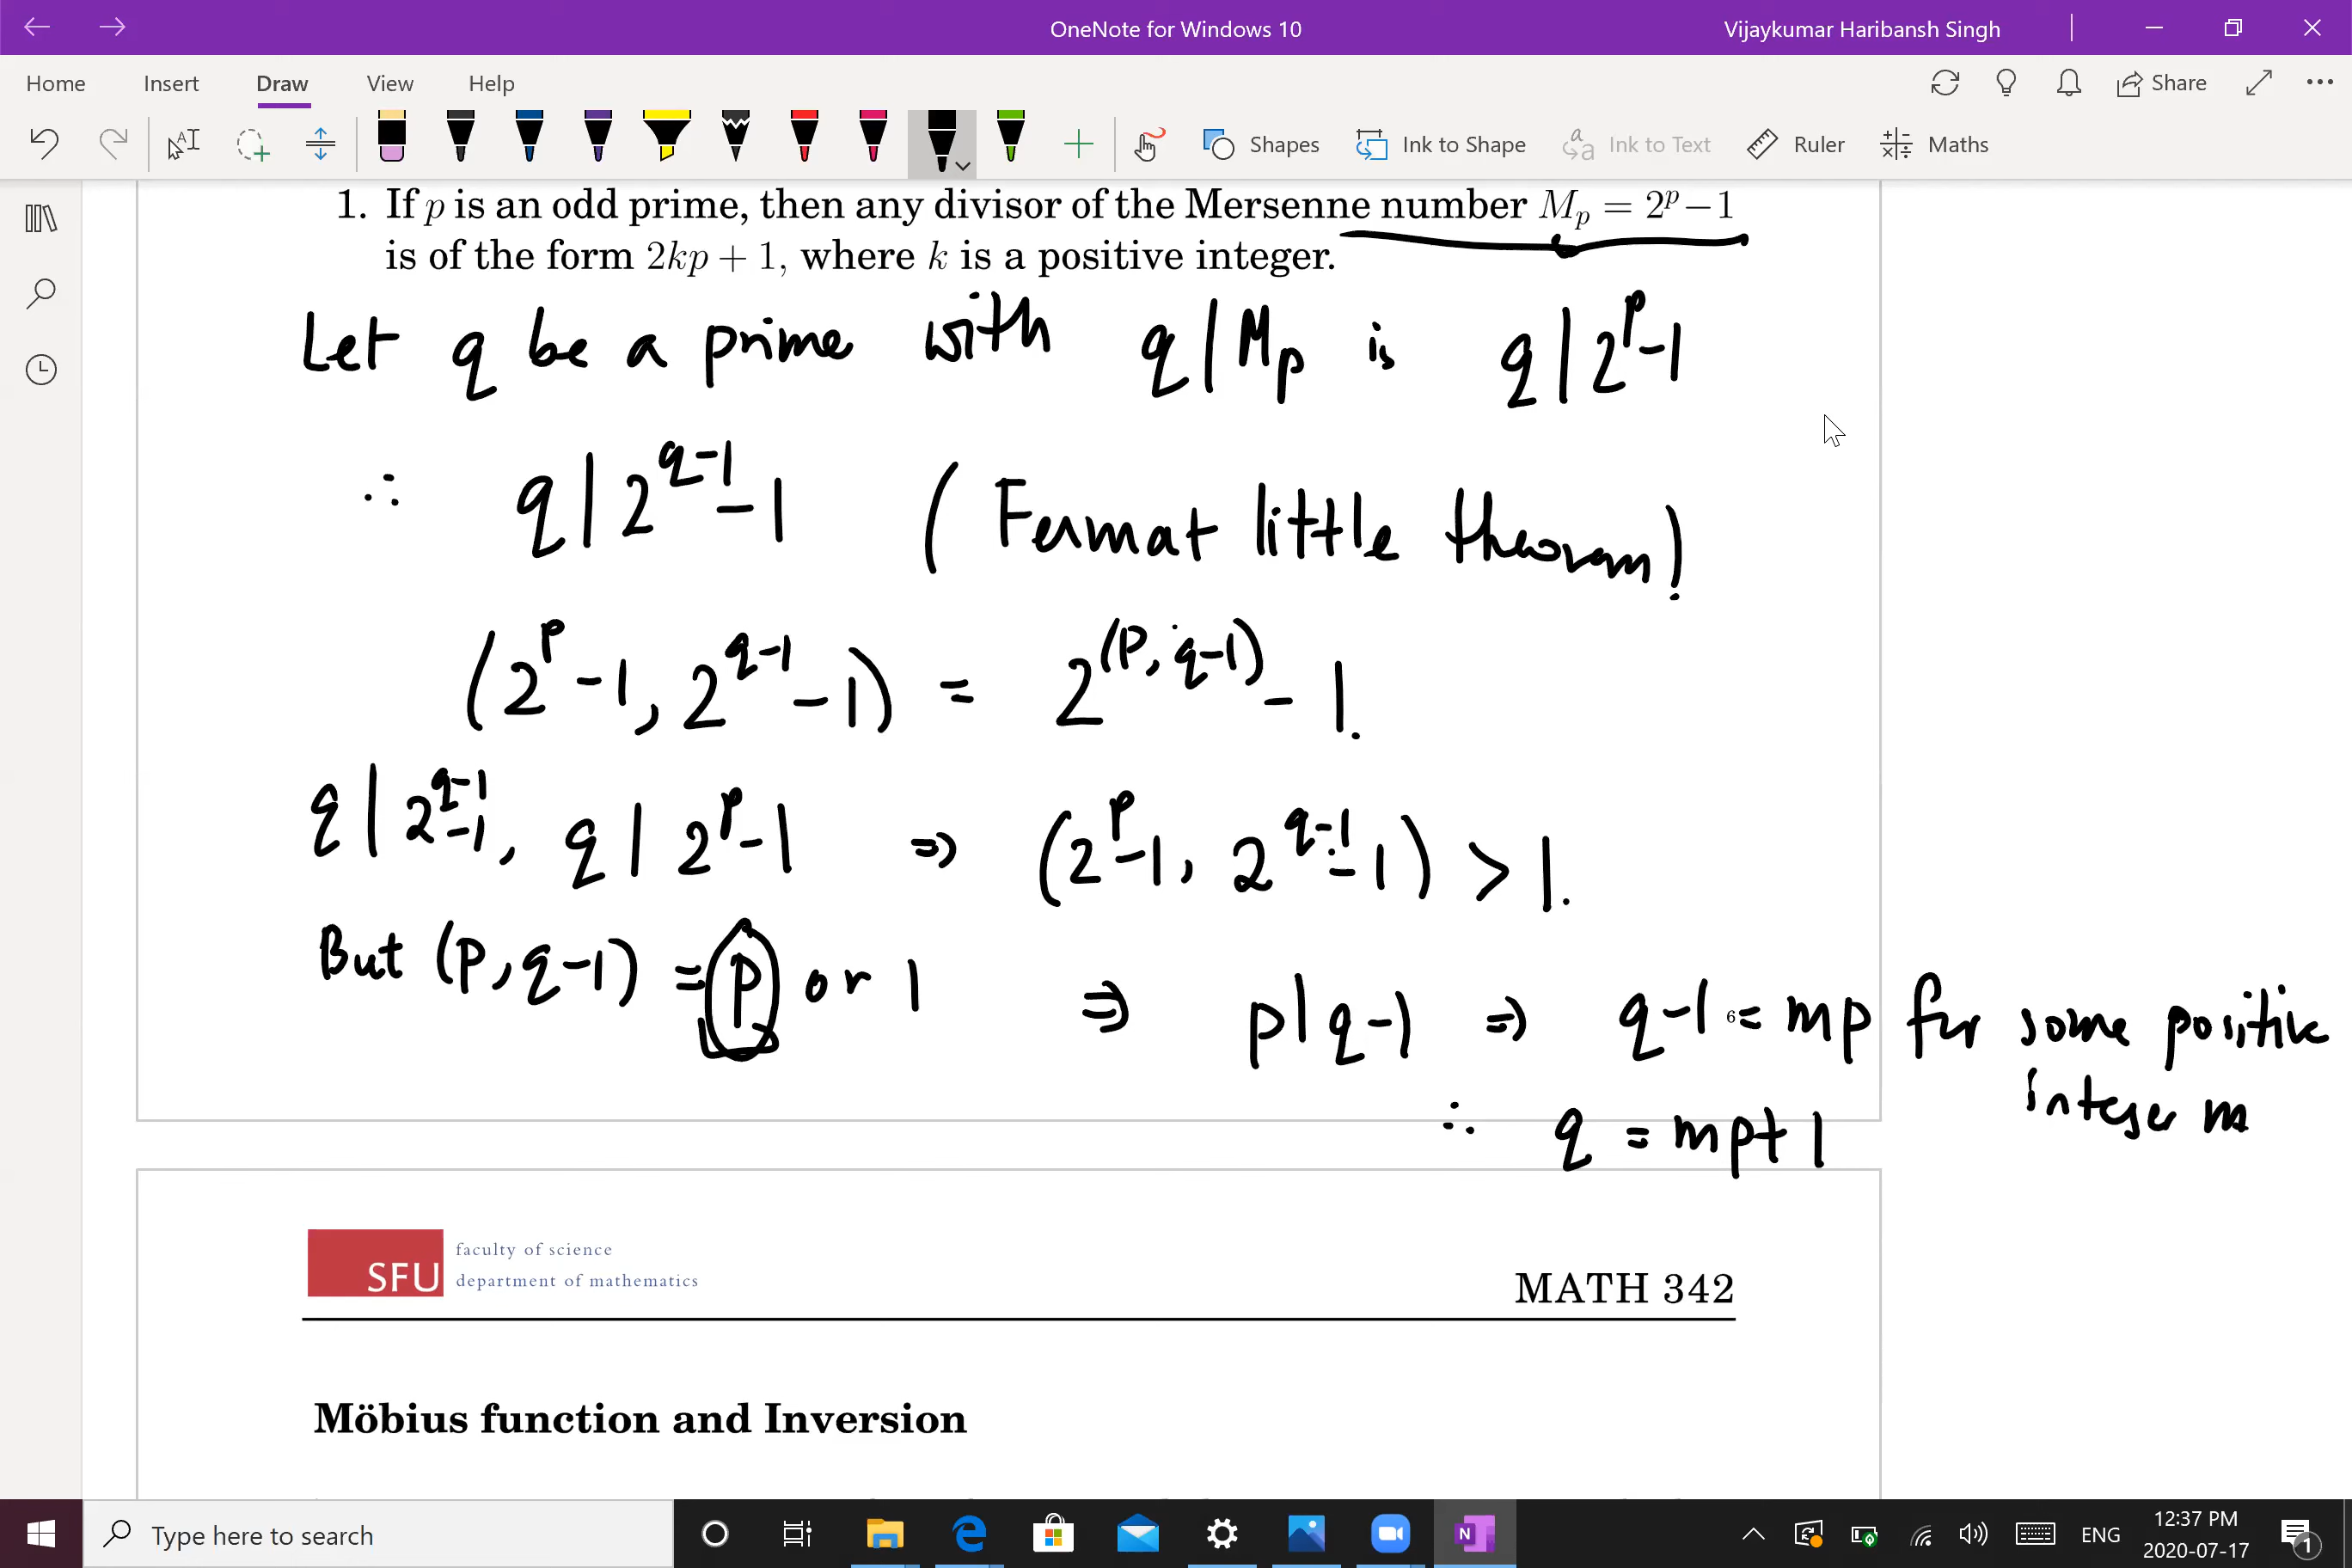 OneNote for Windows 10 Vijaykumar Haribansh Singh
Home Insert Draw View Help Share
Shapes Ink to Shape Ink to Text Ruler Maths
1. If p is an odd prime, then any divisor of the Mersenne number M_p = 2^p − 1
is of the form 2kp + 1, where k is a positive integer.
Let q be a prime with q | M_p is q | 2^p − 1
∴ q | 2^{q−1} − 1 (Fermat little theorem)
(2^p − 1, 2^{q−1} − 1) = 2^{(p, q−1)} − 1.
q | 2^{q−1} − 1, q | 2^p − 1 ⇒ (2^p − 1, 2^{q−1} − 1) > 1.
But (p, q−1) = p or 1 ⇒ p | q−1 ⇒ q−1 = mp for some positive
integer m
6
∴ q = mp + 1
SFU faculty of science
department of mathematics
MATH 342
Möbius function and Inversion
Type here to search
ENG 12:37 PM
2020-07-17
1